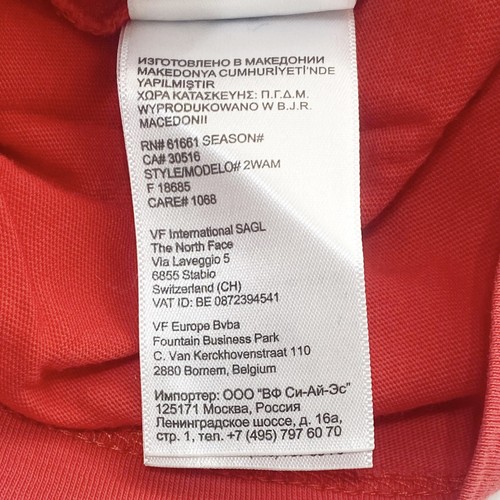 ИЗГОТОВЛЕНО В МАКЕДОНИИ
MAKEDONYA CUMHURİYETİ'NDE
YAPILMIŞTIR
ΧΩΡΑ ΚΑΤΑΣΚΕΥΗΣ: Π.Γ.Δ.Μ.
WYPRODUKOWANO W B.J.R.
MACEDONII
RN# 61661 SEASON#
CA# 30516
STYLE/MODELO# 2WAM
F 18685
CARE# 1068
VF International SAGL
The North Face
Via Laveggio 5
6855 Stabio
Switzerland (CH)
VAT ID: BE 0872394541
VF Europe Bvba
Fountain Business Park
C. Van Kerckhovenstraat 110
2880 Bornem, Belgium
Импортер: ООО "ВФ Си-Ай-Эс"
125171 Москва, Россия
Ленинградское шоссе, д. 16а,
стр. 1, тел. +7 (495) 797 60 70